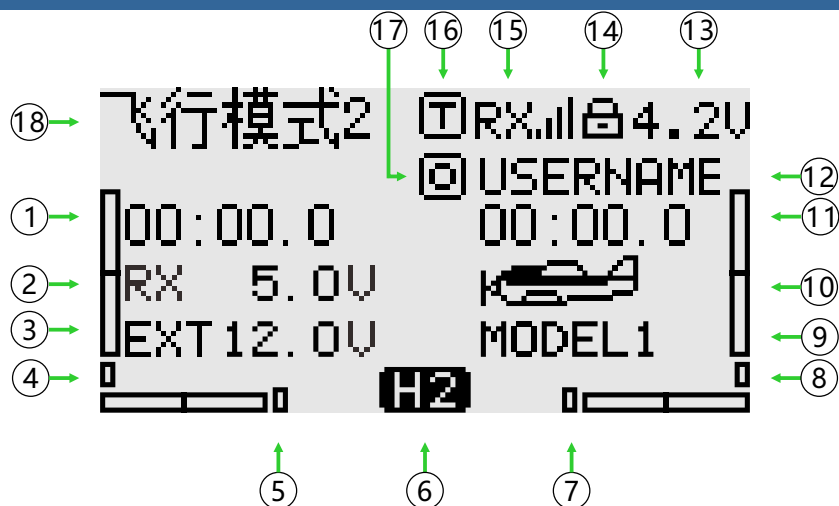 17 16 15 14 13
18 飞行模式2 T RX 4.2V
O USERNAME 12
1 00:00.0 00:00.0 11
2 RX 5.0V 10
3 EXT12.0V MODEL1 9
4 8
H2
5 6 7